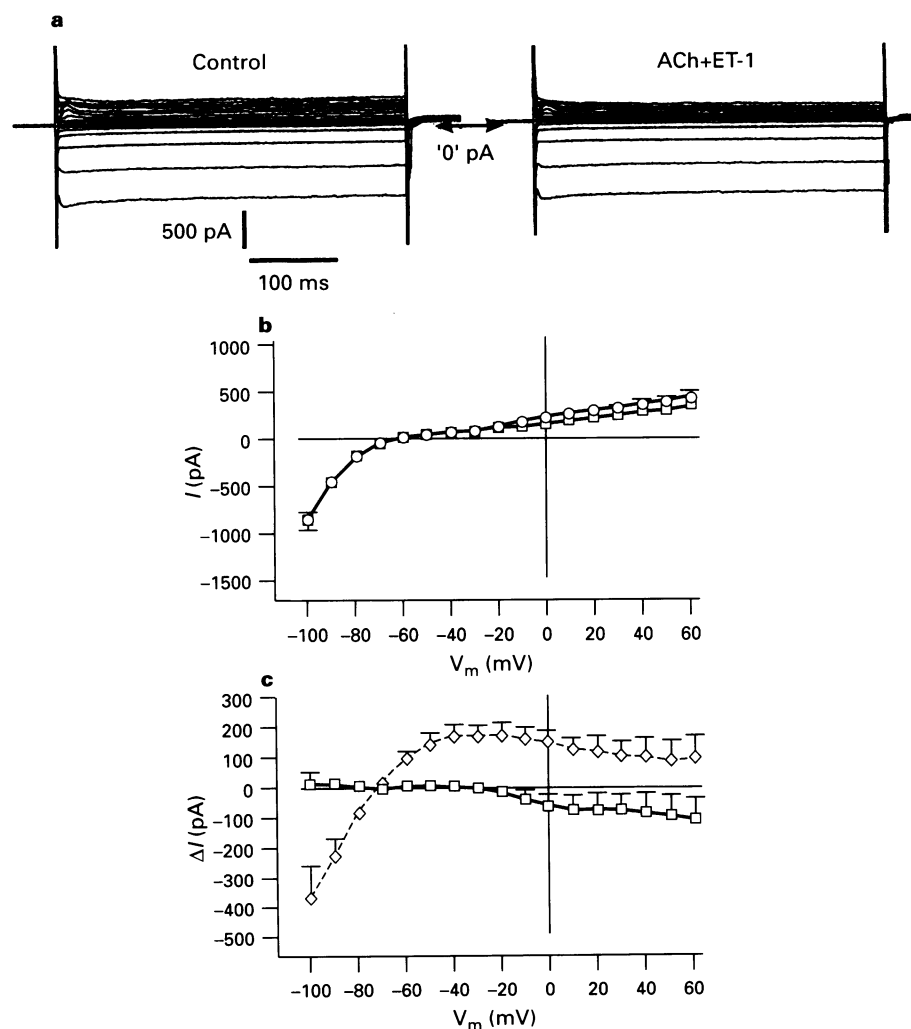 a
Control
ACh+ET-1
'0' pA
500 pA
100 ms
b
1000
500
0
−500
−1000
−1500
I (pA)
−100 −80 −60 −40 −20 0 20 40 60
Vm (mV)
c
300
200
100
0
−100
−200
−300
−400
−500
ΔI (pA)
−100 −80 −60 −40 −20 0 20 40 60
Vm (mV)